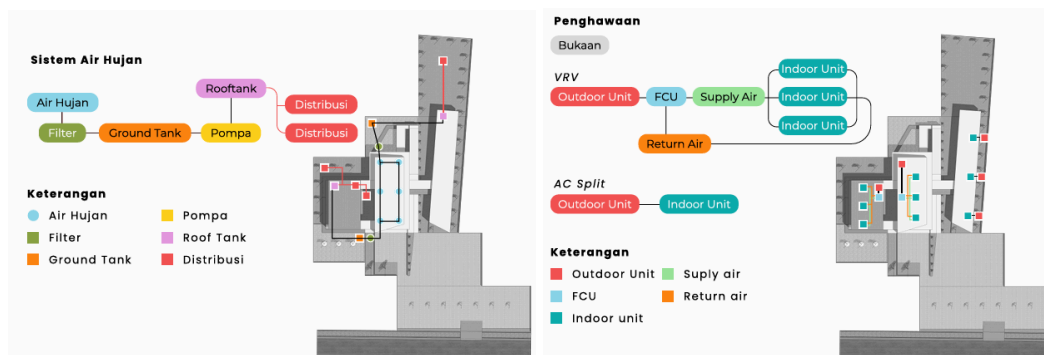 Sistem Air Hujan
Rooftank
Air Hujan
Distribusi
Filter
Ground Tank
Pompa
Distribusi
Keterangan
Air Hujan
Pompa
Filter
Roof Tank
Ground Tank
Distribusi
Penghawaan
Bukaan
VRV
Indoor Unit
Outdoor Unit
FCU
Supply Air
Indoor Unit
Indoor Unit
Return Air
AC Split
Outdoor Unit
Indoor Unit
Keterangan
Outdoor Unit
Suply air
FCU
Return air
Indoor unit